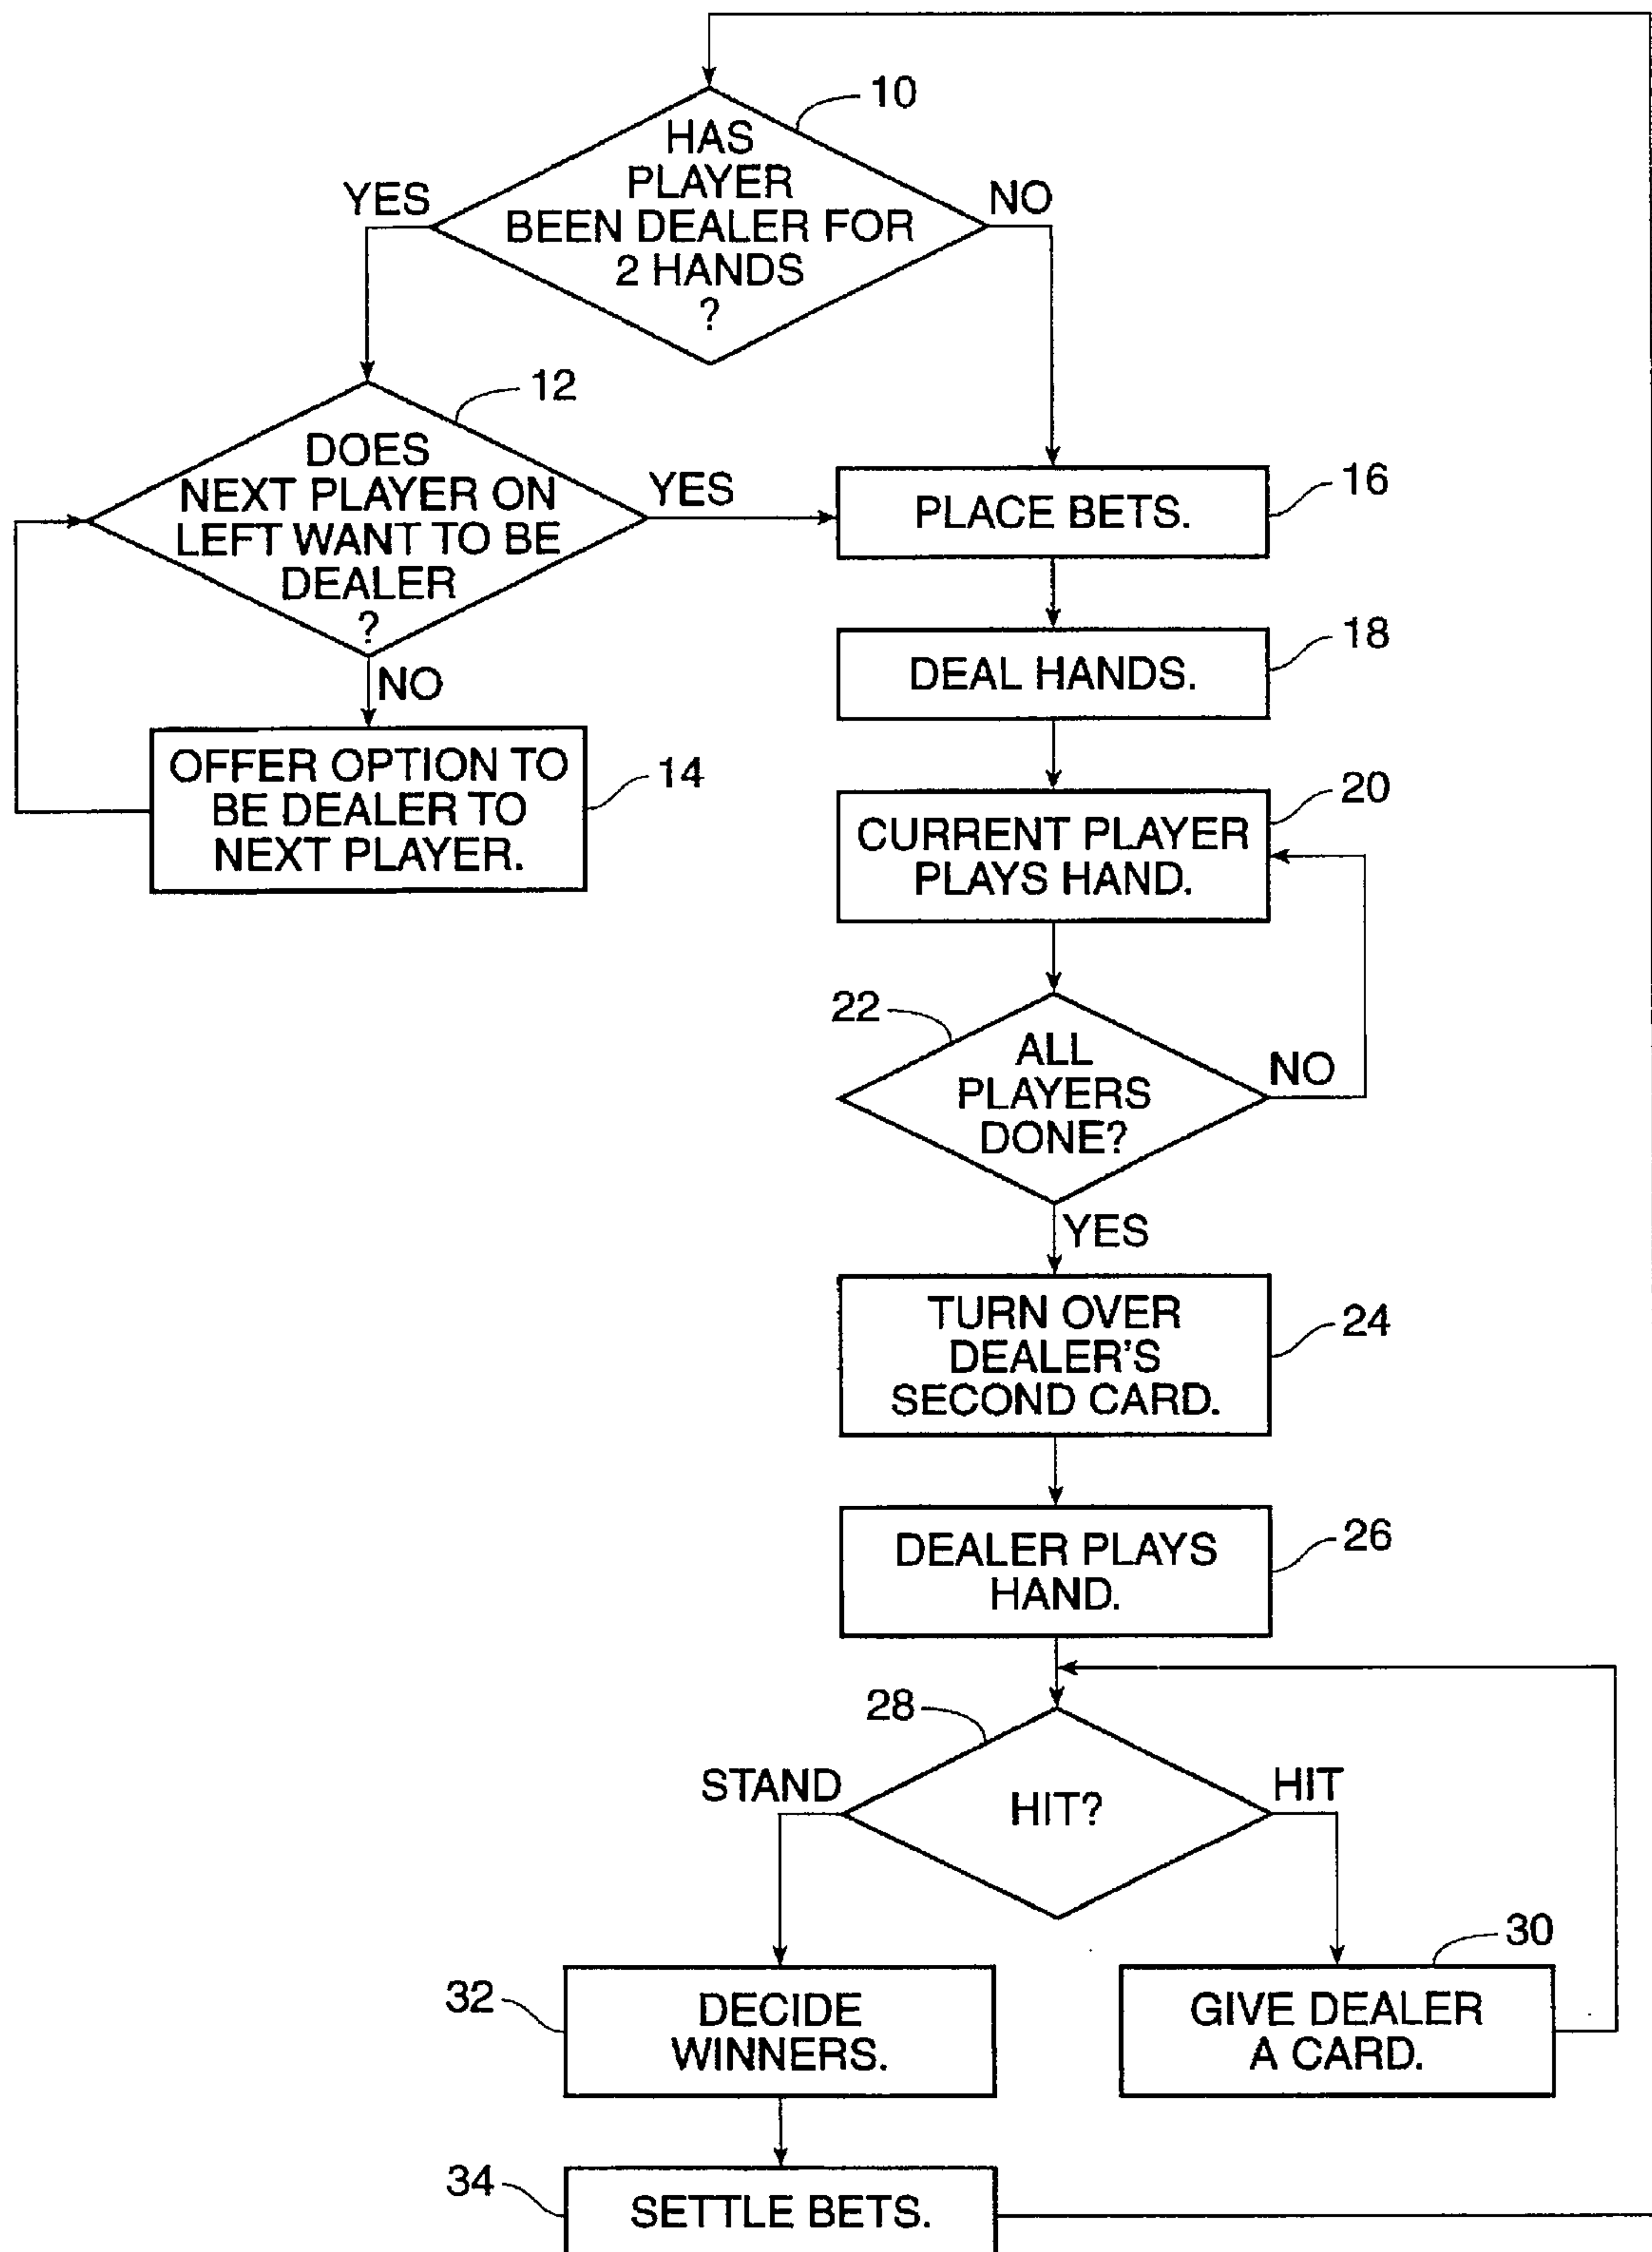 10
HAS
PLAYER
BEEN DEALER FOR
2 HANDS
?
YES
NO
12
DOES
NEXT PLAYER ON
LEFT WANT TO BE
DEALER
?
YES
NO
16
PLACE BETS.
18
DEAL HANDS.
14
OFFER OPTION TO
BE DEALER TO
NEXT PLAYER.
20
CURRENT PLAYER
PLAYS HAND.
22
ALL
PLAYERS
DONE?
NO
YES
24
TURN OVER
DEALER'S
SECOND CARD.
26
DEALER PLAYS
HAND.
28
HIT?
STAND
HIT
30
GIVE DEALER
A CARD.
32
DECIDE
WINNERS.
34
SETTLE BETS.